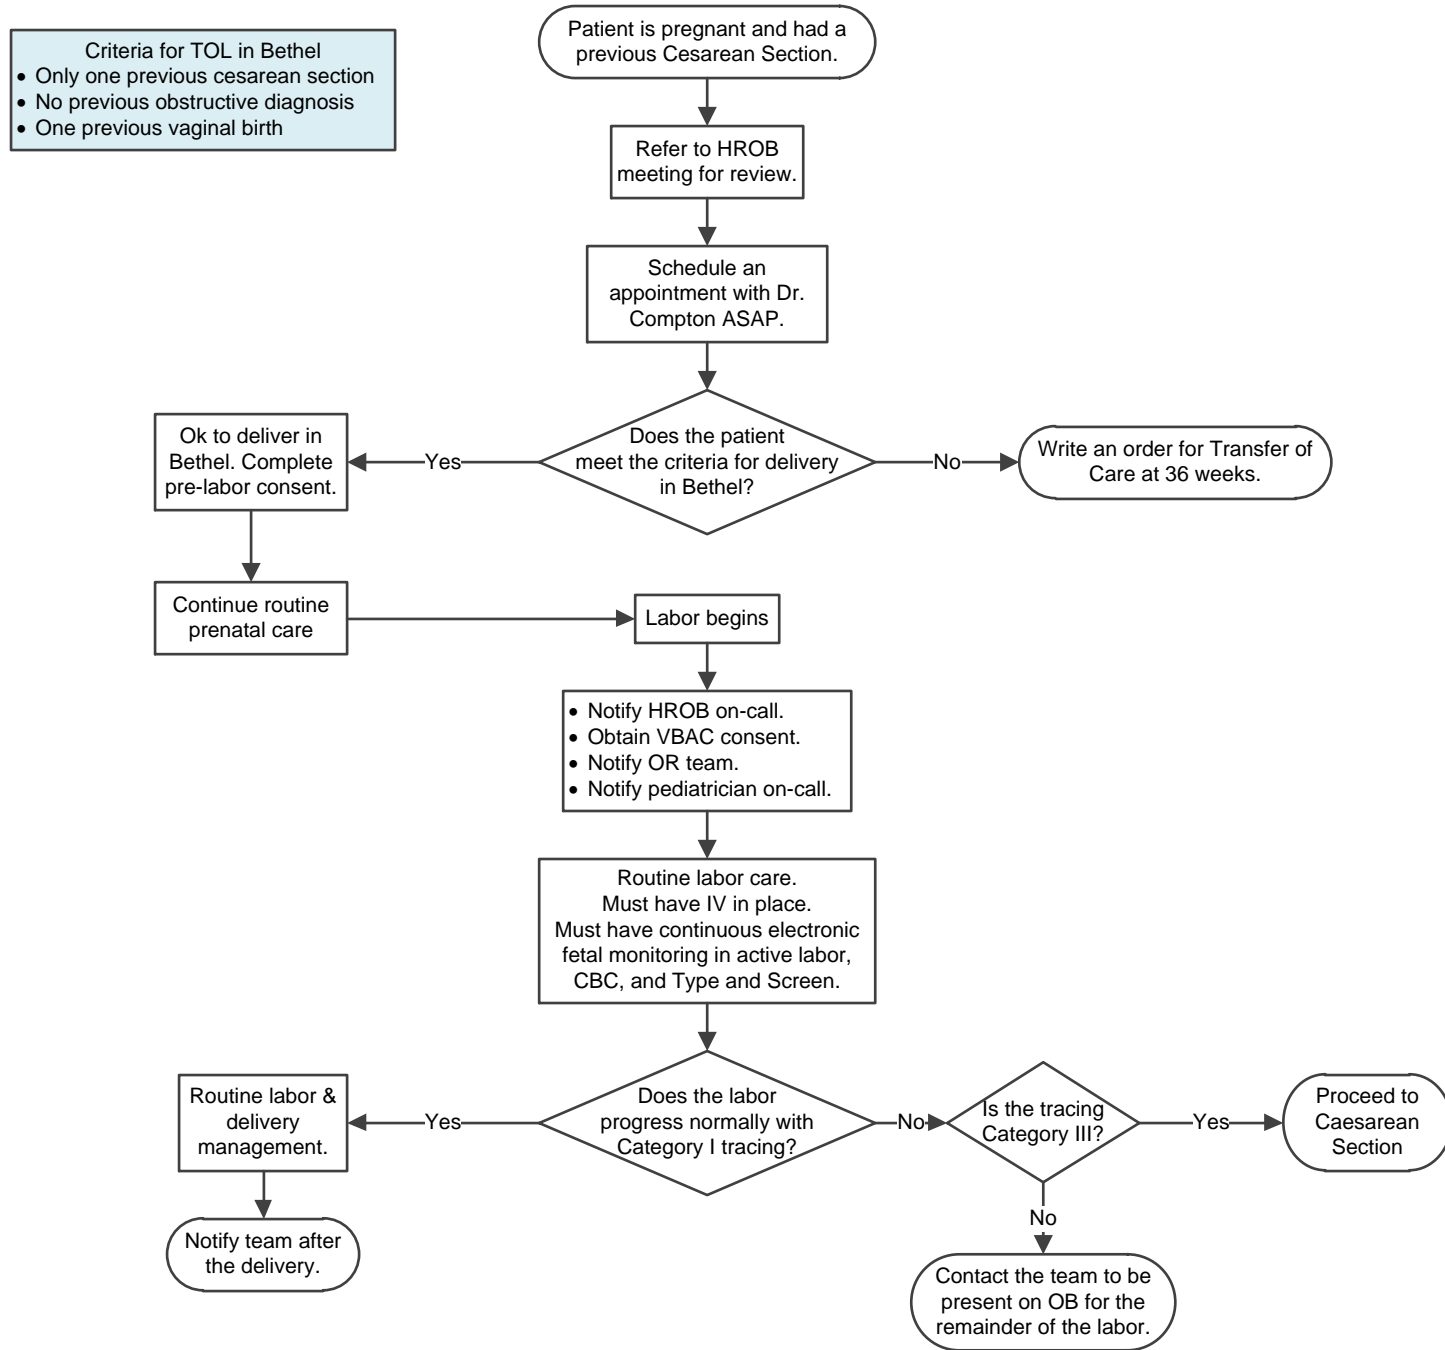 Criteria for TOL in Bethel
• Only one previous cesarean section
• No previous obstructive diagnosis
• One previous vaginal birth
Patient is pregnant and had a
previous Cesarean Section.
Refer to HROB
meeting for review.
Schedule an
appointment with Dr.
Compton ASAP.
Does the patient
meet the criteria for delivery
in Bethel?
Yes
No
Ok to deliver in
Bethel. Complete
pre-labor consent.
Write an order for Transfer of
Care at 36 weeks.
Continue routine
prenatal care
Labor begins
• Notify HROB on-call.
• Obtain VBAC consent.
• Notify OR team.
• Notify pediatrician on-call.
Routine labor care.
Must have IV in place.
Must have continuous electronic
fetal monitoring in active labor,
CBC, and Type and Screen.
Does the labor
progress normally with
Category I tracing?
Yes
No
Routine labor &
delivery
management.
Notify team after
the delivery.
Is the tracing
Category III?
Yes
Proceed to
Caesarean
Section
No
Contact the team to be
present on OB for the
remainder of the labor.